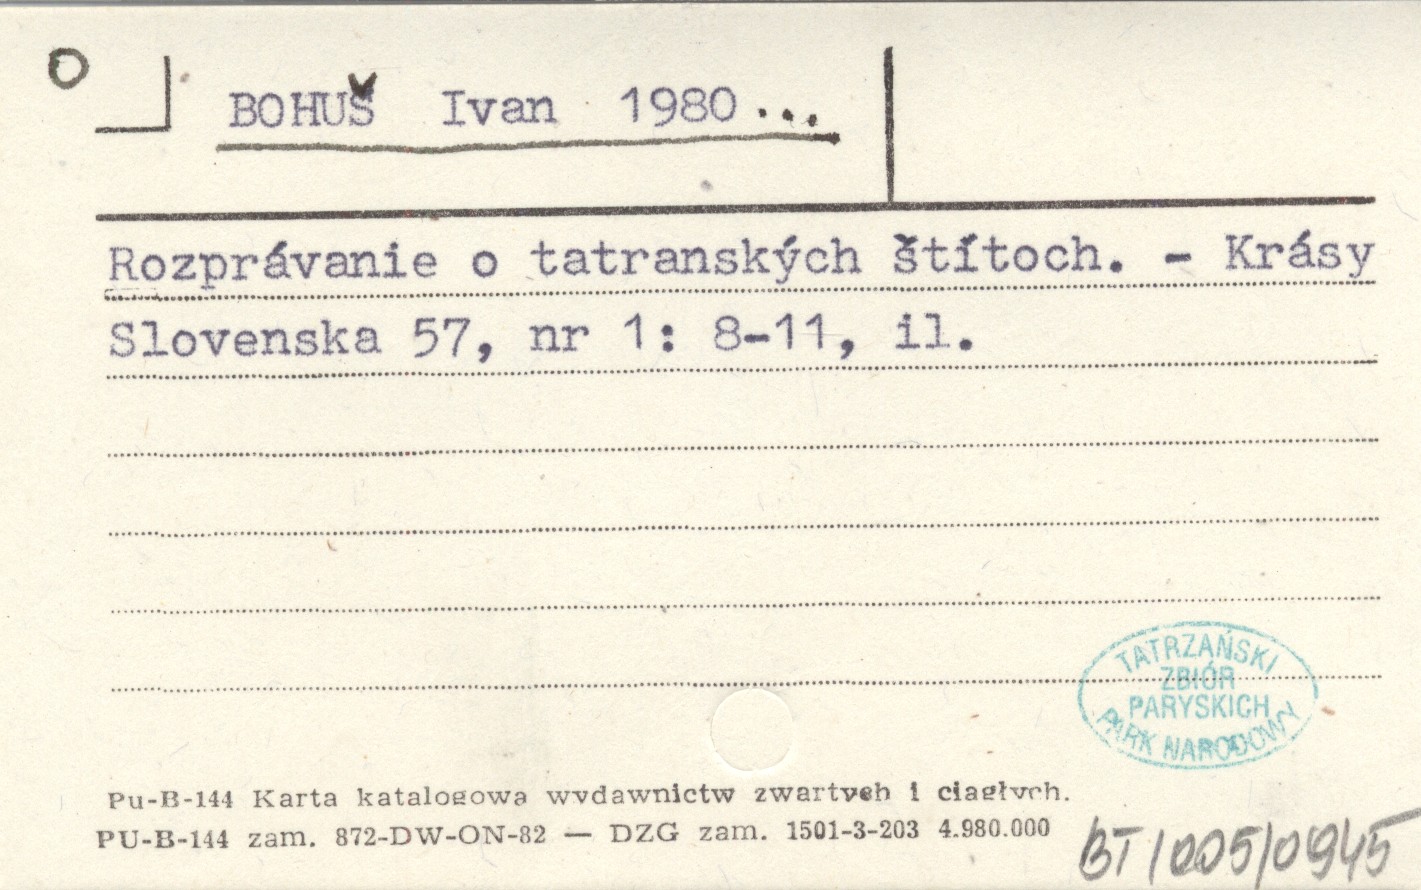 O
BOHUŠ Ivan 1980...
Rozprávanie o tatranských štítoch. - Krásy
Slovenska 57, nr 1: 8-11, il.
TATRZAŃSKI
ZBIÓR
PARYSKICH
PARK NARODOWY
Pu-B-144 Karta katalogowa wydawnictw zwartych i ciągłych.
PU-B-144 zam. 872-DW-ON-82 — DZG zam. 1501-3-203 4.980.000
BT/005/0945